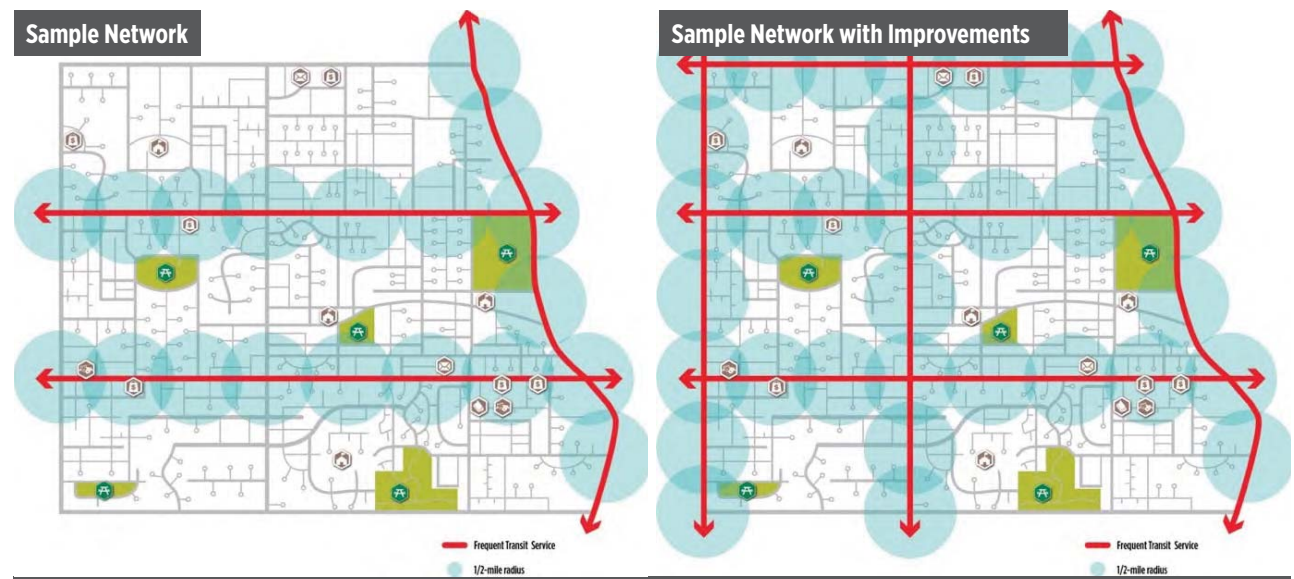 Sample Network
Sample Network with Improvements
Frequent Transit Service
1/2-mile radius
Frequent Transit Service
1/2-mile radius